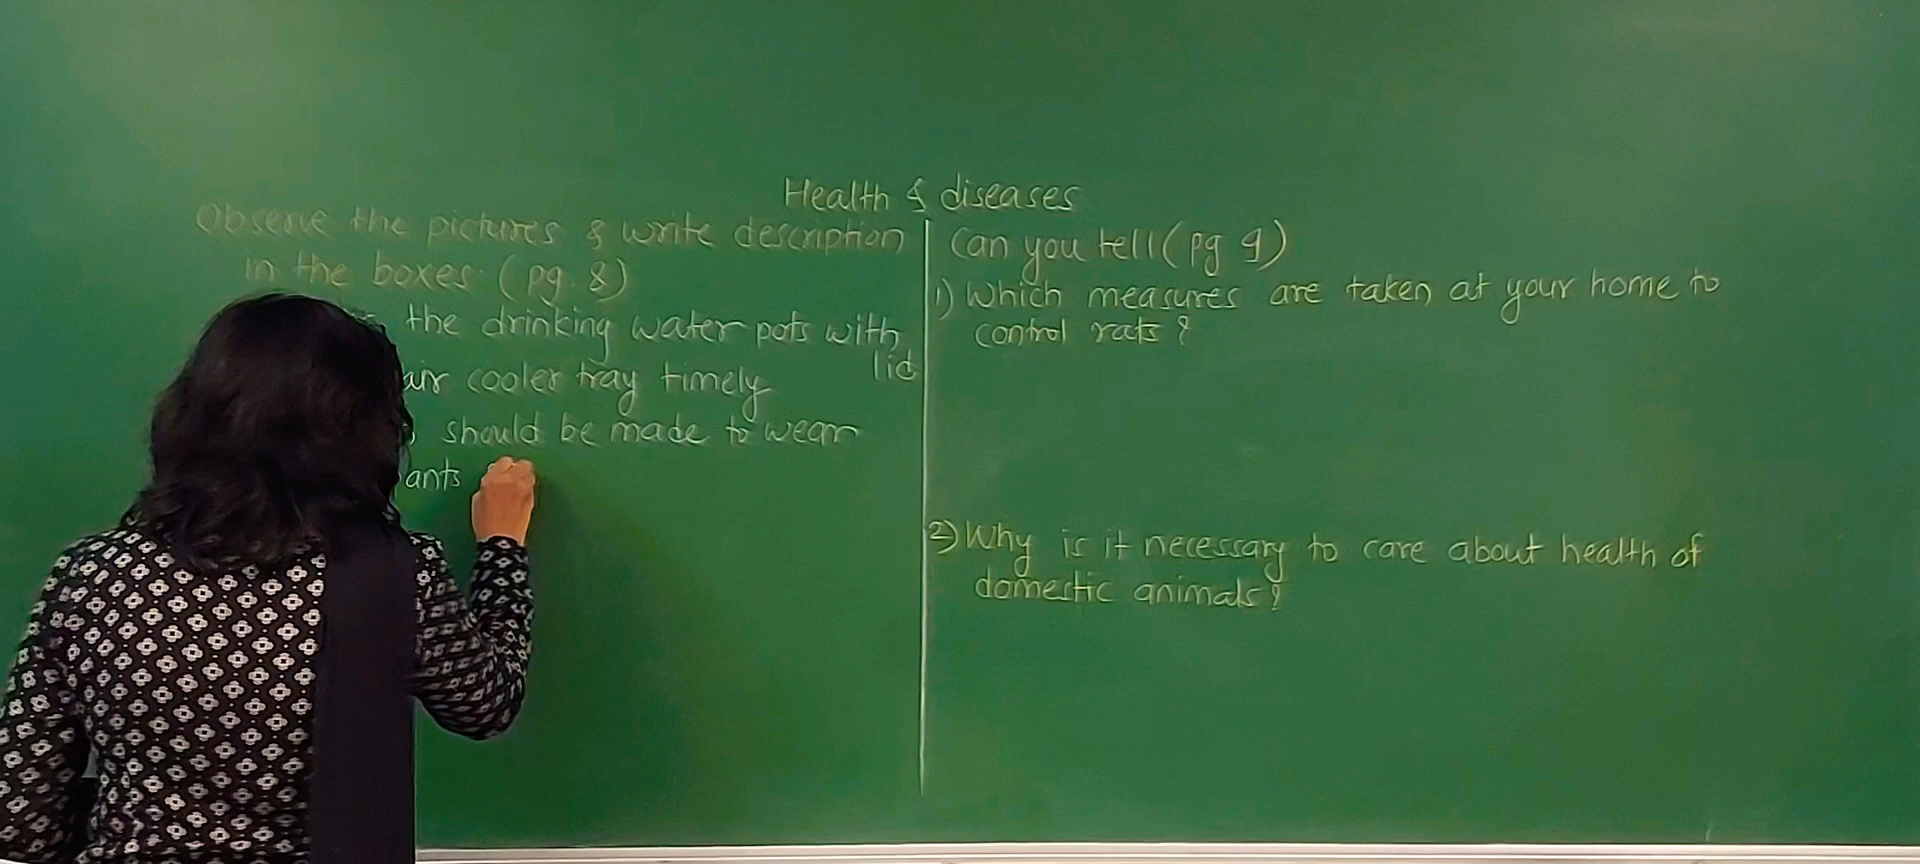 Health & diseases
Observe the pictures & write description
in the boxes. (pg. 8)
the drinking water pots with
lid
air cooler tray timely
should be made to wear
ants
Can you tell (pg 9)
1) Which measures are taken at your home to
control rats?
2) Why is it necessary to care about health of
domestic animals?